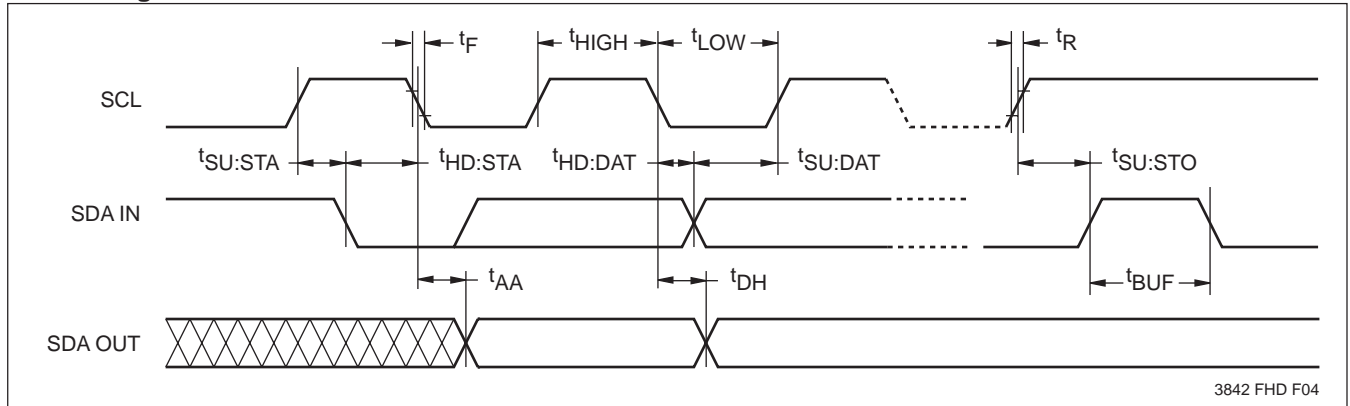 tF
tHIGH
tLOW
tR
SCL
tSU:STA
tHD:STA
tHD:DAT
tSU:DAT
tSU:STO
SDA IN
tAA
tDH
tBUF
SDA OUT
3842 FHD F04